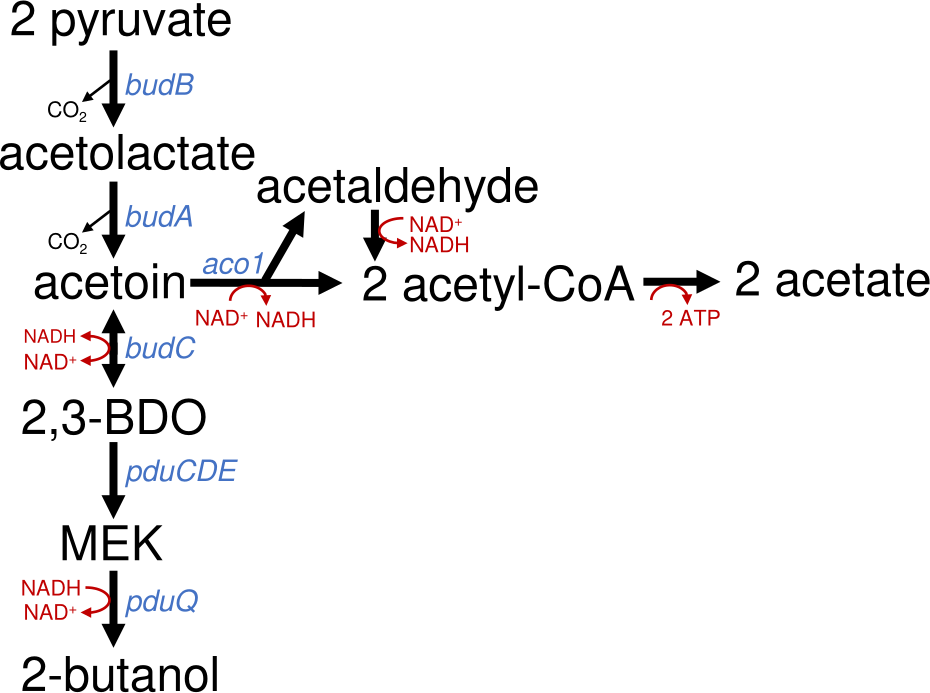 2 pyruvate
budB
CO₂
acetolactate
acetaldehyde
budA
NAD⁺
NADH
CO₂
aco1
acetoin
2 acetyl-CoA
2 acetate
NAD⁺ NADH
2 ATP
NADH
NAD⁺
budC
2,3-BDO
pduCDE
MEK
NADH
NAD⁺
pduQ
2-butanol